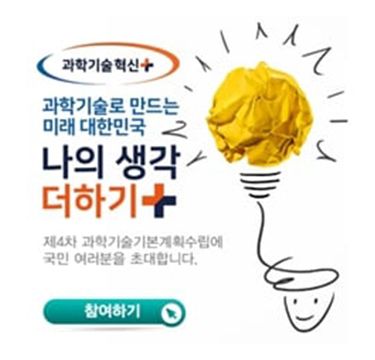 과학기술혁신+
과학기술로 만드는
미래 대한민국
나의 생각
더하기+
제4차 과학기술기본계획수립에
국민 여러분을 초대합니다.
참여하기